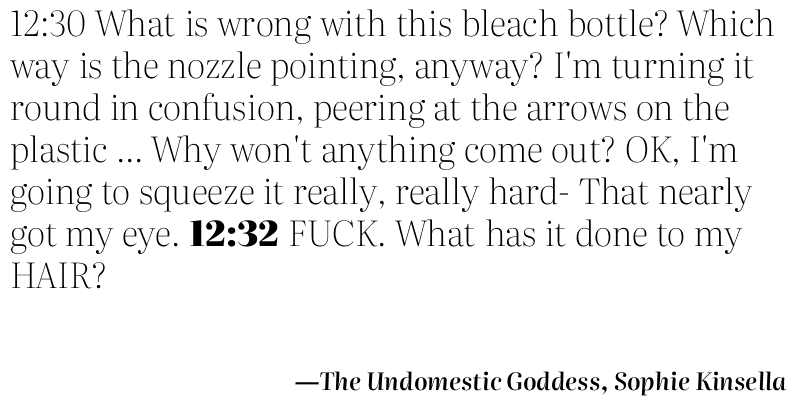 12:30 What is wrong with this bleach bottle? Which
way is the nozzle pointing, anyway? I'm turning it
round in confusion, peering at the arrows on the
plastic ... Why won't anything come out? OK, I'm
going to squeeze it really, really hard- That nearly
got my eye. 12:32 FUCK. What has it done to my
HAIR?
—The Undomestic Goddess, Sophie Kinsella